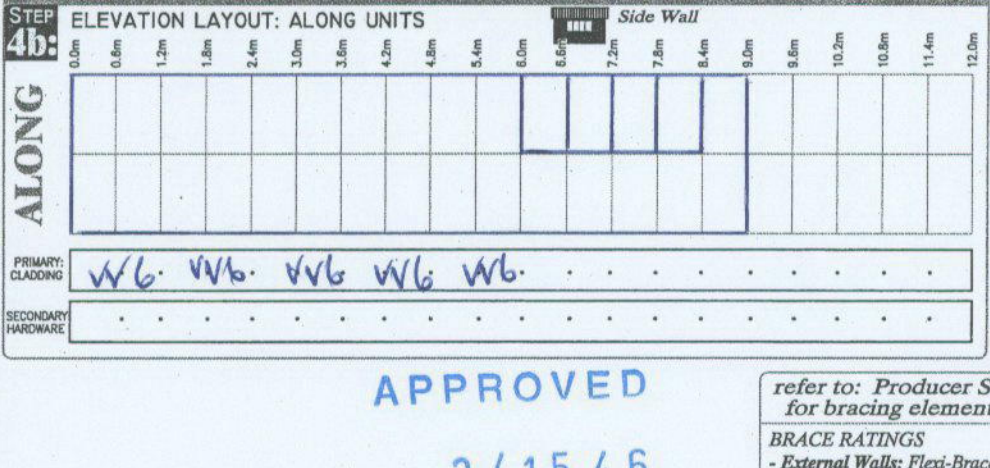 STEP 4b: ELEVATION LAYOUT: ALONG UNITS
Side Wall
0.0m 0.6m 1.2m 1.8m 2.4m 3.0m 3.6m 4.2m 4.8m 5.4m 6.0m 6.6m 7.2m 7.8m 8.4m 9.0m 9.6m 10.2m 10.8m 11.4m 12.0m
ALONG
PRIMARY: CLADDING
W6. W6. W6 W6 W6.
SECONDARY HARDWARE
APPROVED
refer to: Producer S
for bracing element
BRACE RATINGS
- External Walls: Flexi-Brace